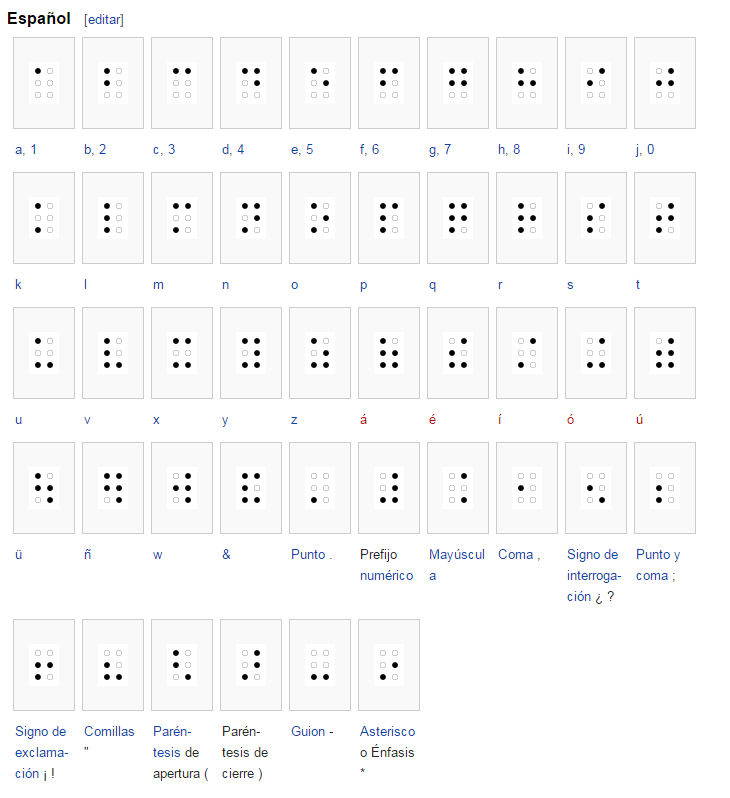 Español [editar]
a, 1 b, 2 c, 3 d, 4 e, 5 f, 6 g, 7 h, 8 i, 9 j, 0
k l m n o p q r s t
u v x y z á é í ó ú
ü ñ w & Punto . Prefijo Mayúscul Coma , Signo de Punto y
numérico a interroga- coma ;
ción ¿ ?
Signo de Comillas Parén- Parén- Guion - Asterisco
exclama- " tesis de tesis de o Énfasis
ción ¡ ! apertura ( cierre ) *